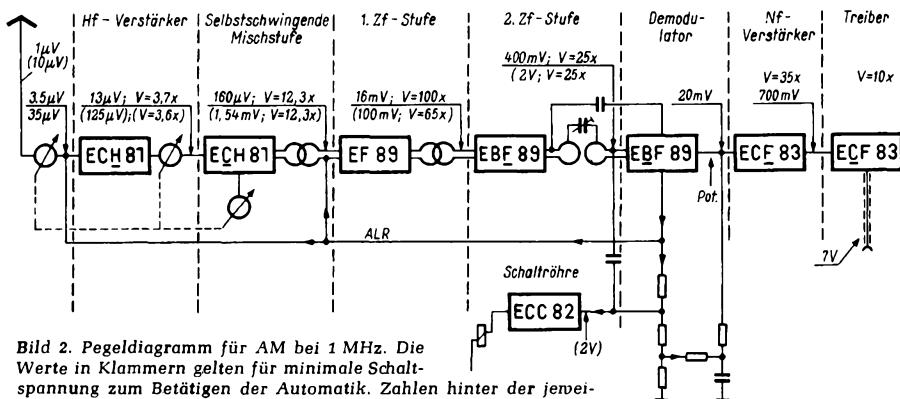 Hf-Verstärker
Selbstschwingende
Mischstufe
1. Zf-Stufe
2. Zf-Stufe
Demodu-
lator
Nf-
Verstärker
Treiber
1µV
(10µV)
3,5µV
35µV
13µV; V=3,7x
(125µV);(V=3,6x)
160µV; V=12,3x
(1,54mV; V=12,3x)
16mV; V=100x
(100mV; V=65x)
400mV; V=25x
(2V; V=25x
20mV
V=35x
700mV
V=10x
ECH 81
ECH 81
EF 89
EBF 89
EBF 89
ECF 83
ECF 83
Pot.
ALR
7V
Schaltröhre
ECC 82
(2V)
Bild 2. Pegeldiagramm für AM bei 1 MHz. Die
Werte in Klammern gelten für minimale Schalt-
spannung zum Betätigen der Automatik. Zahlen hinter der jewei-